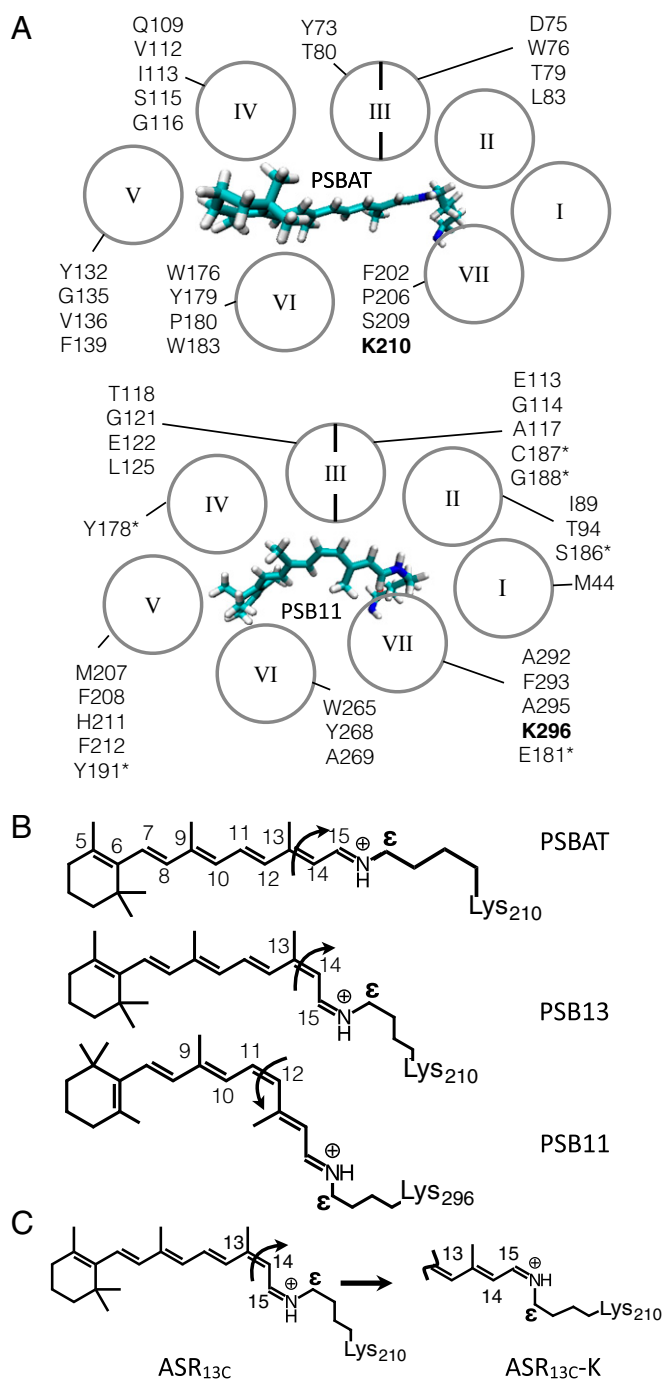 A
Q109
V112
I113
S115
G116
Y73
T80
D75
W76
T79
L83
IV
III
II
V
PSBAT
I
VI
VII
Y132
G135
V136
F139
W176
Y179
P180
W183
F202
P206
S209
K210
T118
G121
E122
L125
E113
G114
A117
C187*
G188*
III
IV
II
Y178*
I89
T94
S186*
M44
V
PSB11
I
VI
VII
M207
F208
H211
F212
Y191*
W265
Y268
A269
A292
F293
A295
K296
E181*
B
5 6 7 8 9 10 11 12 13 14 15
⊕
N
H
ε
Lys210
PSBAT
13
14
15
⊕
N
H
ε
Lys210
PSB13
9
10
11
12
⊕
NH
ε
Lys296
PSB11
C
13
14
15
⊕
N
H
ε
Lys210
ASR13C
13
14
15
⊕
NH
ε
Lys210
ASR13C-K